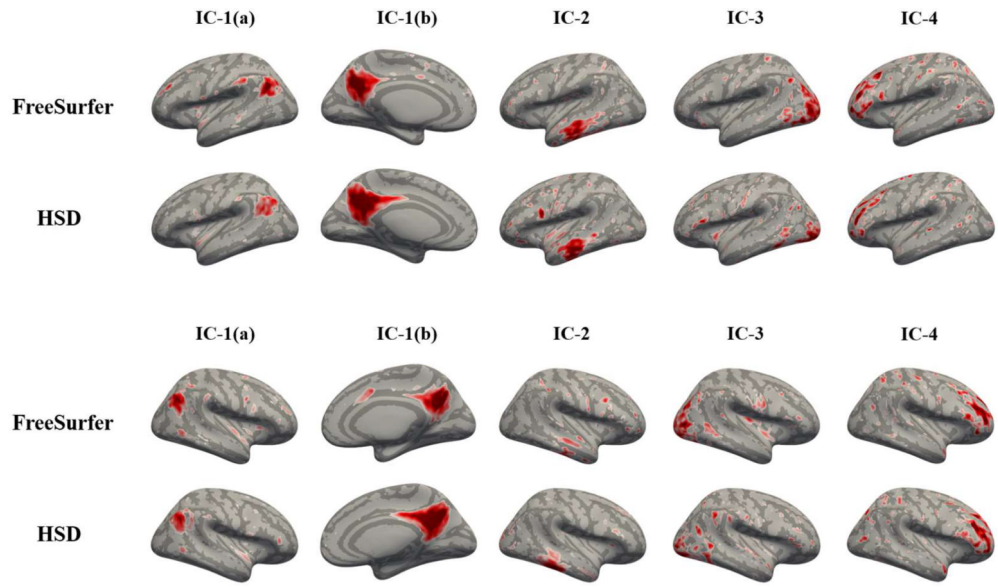 IC-1(a) IC-1(b) IC-2 IC-3 IC-4
FreeSurfer
HSD
IC-1(a) IC-1(b) IC-2 IC-3 IC-4
FreeSurfer
HSD